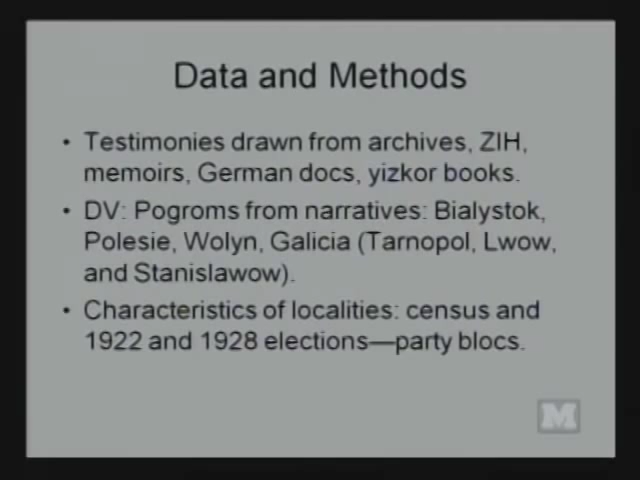 Data and Methods
• Testimonies drawn from archives, ZIH,
memoirs, German docs, yizkor books.
• DV: Pogroms from narratives: Bialystok,
Polesie, Wolyn, Galicia (Tarnopol, Lwow,
and Stanislawow).
• Characteristics of localities: census and
1922 and 1928 elections—party blocs.
M